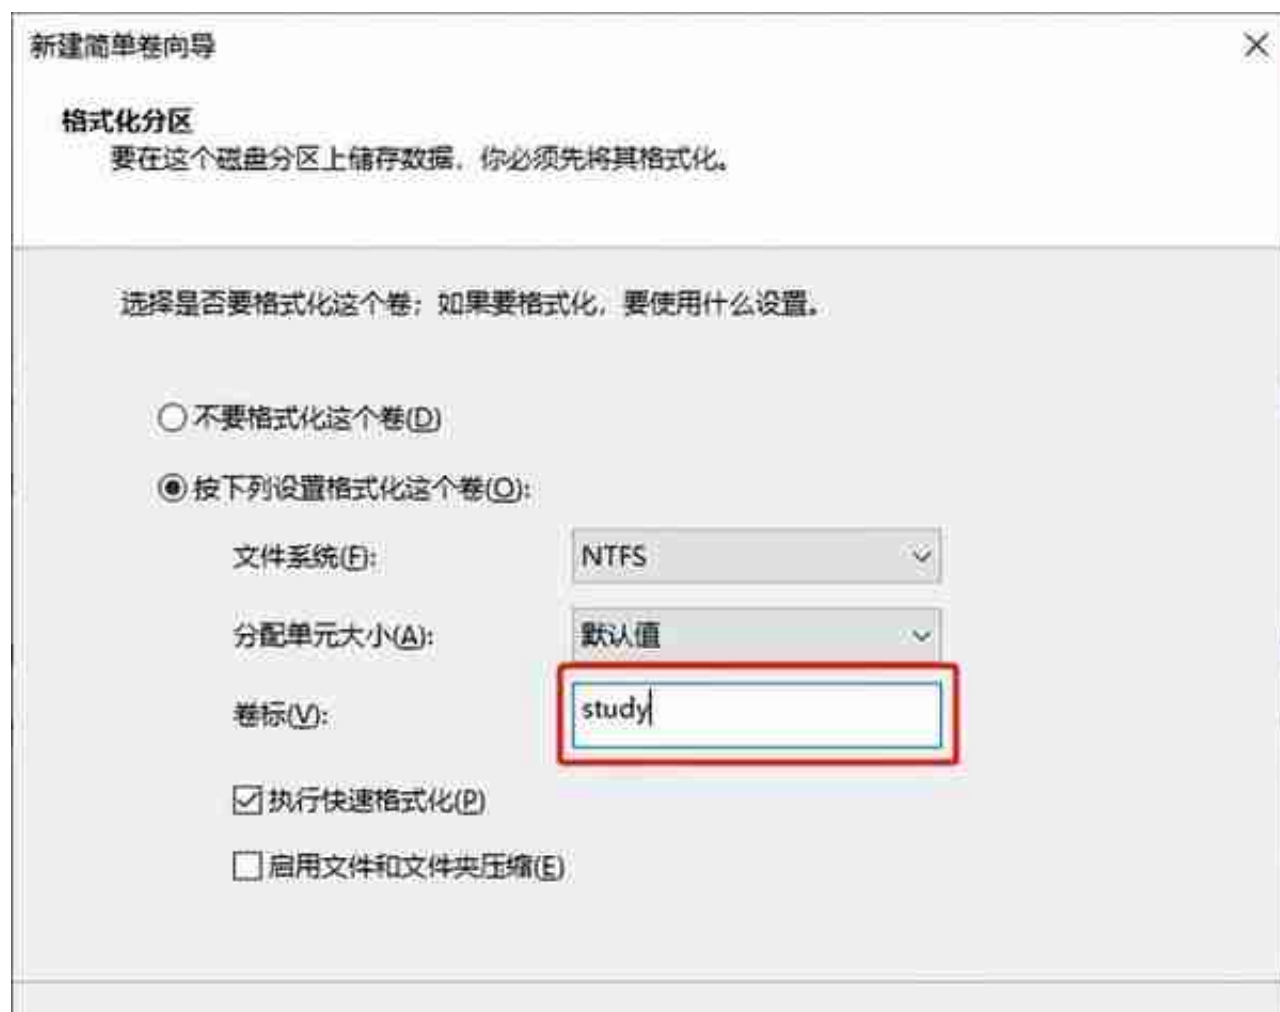 新建简单卷向导
格式化分区
要在这个磁盘分区上储存数据，你必须先将其格式化。
选择是否要格式化这个卷；如果要格式化，要使用什么设置。
不要格式化这个卷(D)
按下列设置格式化这个卷(O):
文件系统(F): NTFS
分配单元大小(A): 默认值
卷标(V): study
执行快速格式化(P)
启用文件和文件夹压缩(E)